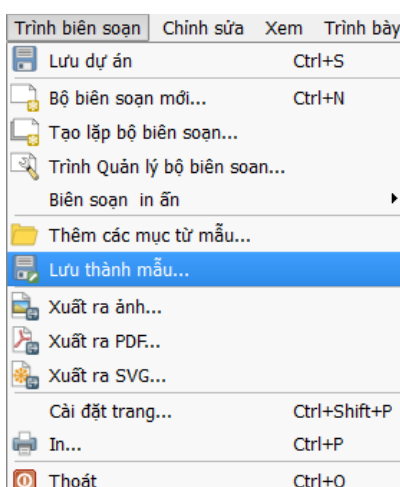 Trình biên soạn Chỉnh sửa Xem Trình bày
Lưu dự án Ctrl+S
Bộ biên soạn mới... Ctrl+N
Tạo lặp bộ biên soạn...
Trình Quản lý bộ biên soan...
Biên soạn in ấn
Thêm các mục từ mẫu...
Lưu thành mẫu...
Xuất ra ảnh...
Xuất ra PDF...
Xuất ra SVG...
Cài đặt trang... Ctrl+Shift+P
In... Ctrl+P
Thoát Ctrl+Q